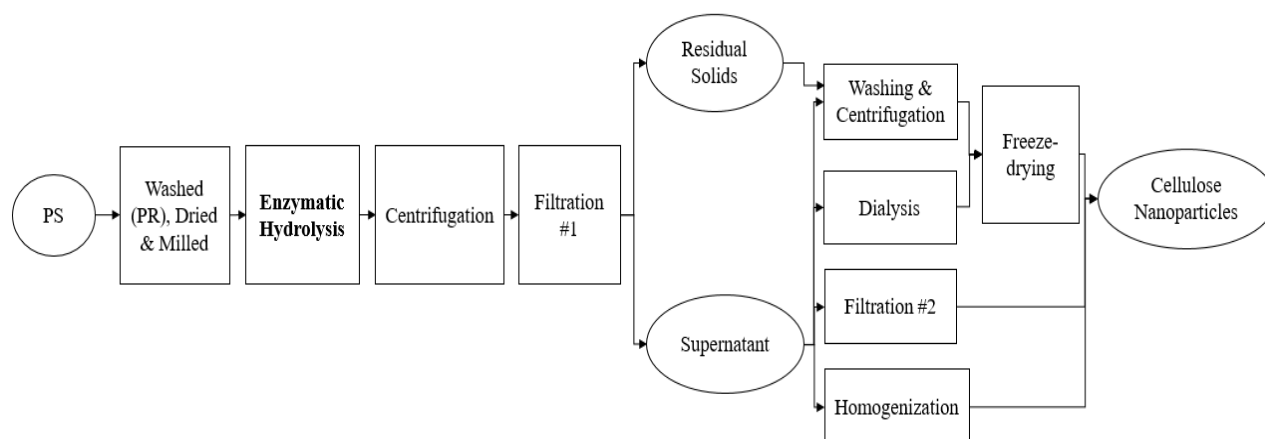 PS
Washed
(PR), Dried
& Milled
Enzymatic
Hydrolysis
Centrifugation
Filtration
#1
Residual
Solids
Supernatant
Washing &
Centrifugation
Dialysis
Filtration #2
Homogenization
Freeze-
drying
Cellulose
Nanoparticles